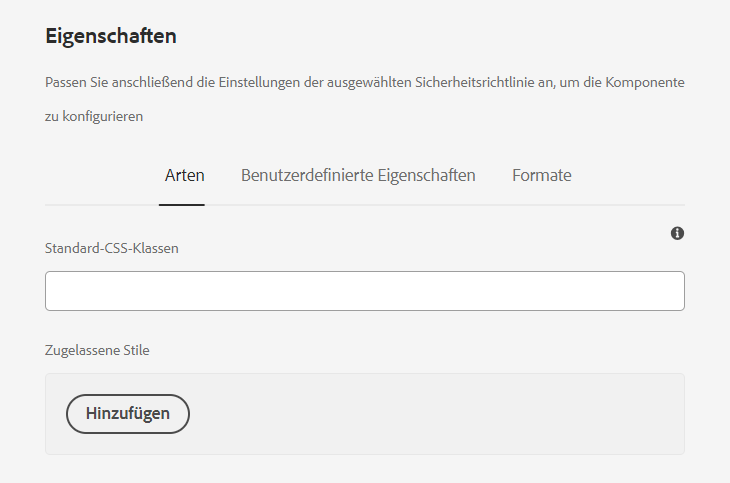 Eigenschaften
Passen Sie anschließend die Einstellungen der ausgewählten Sicherheitsrichtlinie an, um die Komponente
zu konfigurieren
Arten Benutzerdefinierte Eigenschaften Formate
Standard-CSS-Klassen
Zugelassene Stile
Hinzufügen